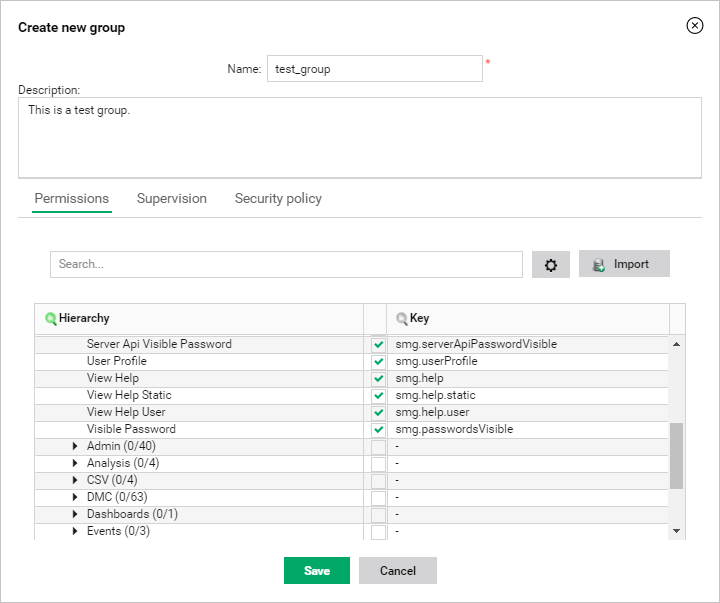 Create new group
Name: test_group *
Description:
This is a test group.
Permissions Supervision Security policy
Search... Import
Hierarchy Key
Server Api Visible Password smg.serverApiPasswordVisible
User Profile smg.userProfile
View Help smg.help
View Help Static smg.help.static
View Help User smg.help.user
Visible Password smg.passwordsVisible
Admin (0/40) -
Analysis (0/4) -
CSV (0/4) -
DMC (0/63) -
Dashboards (0/1) -
Events (0/3) -
Save Cancel